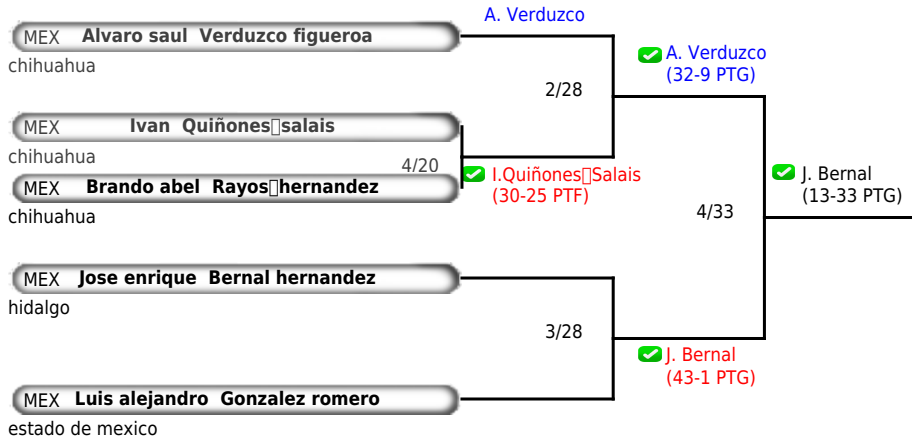 A. Verduzco
MEX Alvaro saul Verduzco figueroa
chihuahua
A. Verduzco
(32-9 PTG)
2/28
MEX Ivan Quiñones▯salais
chihuahua
4/20
I.Quiñones▯Salais
(30-25 PTF)
MEX Brando abel Rayos▯hernandez
chihuahua
J. Bernal
(13-33 PTG)
4/33
MEX Jose enrique Bernal hernandez
hidalgo
3/28
J. Bernal
(43-1 PTG)
MEX Luis alejandro Gonzalez romero
estado de mexico